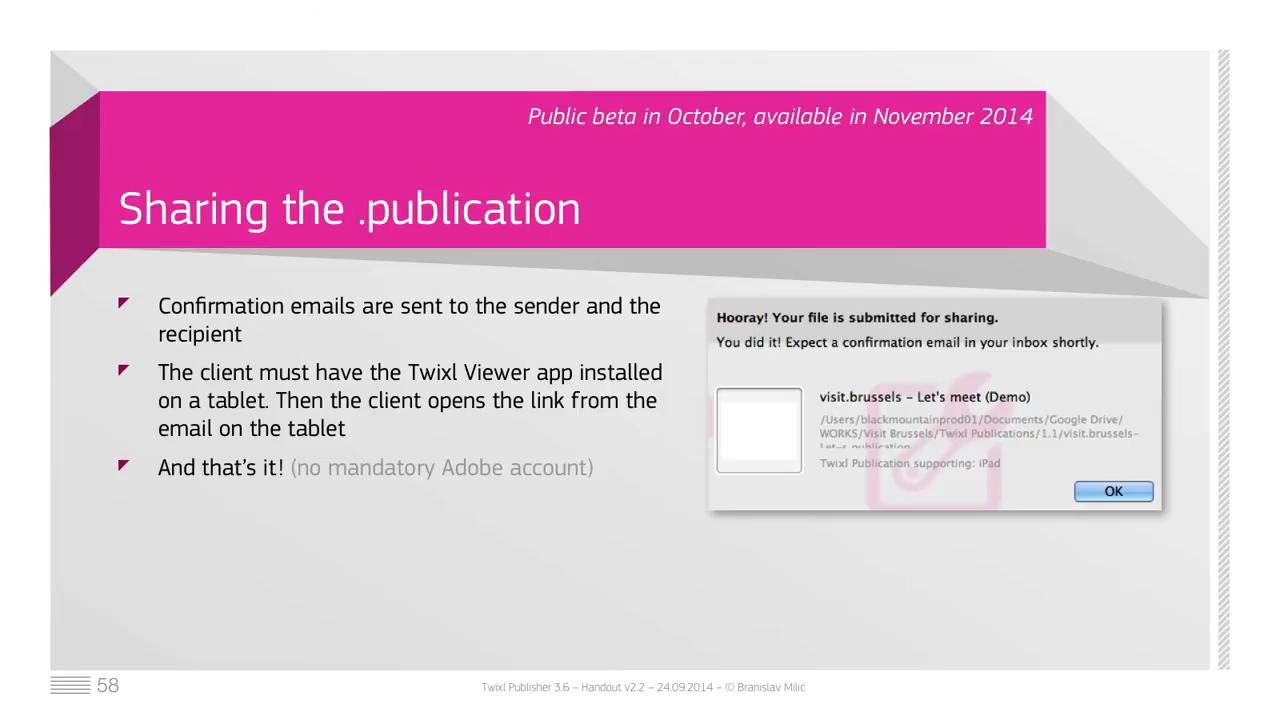 Public beta in October, available in November 2014
Sharing the .publication
Confirmation emails are sent to the sender and the
recipient
The client must have the Twixl Viewer app installed
on a tablet. Then the client opens the link from the
email on the tablet
And that’s it! (no mandatory Adobe account)
Hooray! Your file is submitted for sharing.
You did it! Expect a confirmation email in your inbox shortly.
visit.brussels – Let's meet (Demo)
/Users/blackmountainprod01/Documents/Google Drive/
WORKS/Visit Brussels/Twixl Publications/1.1/visit.brussels-
Twixl Publication supporting: iPad
OK
58
Twixl Publisher 3.6 – Handout v2.2 – 24.09.2014 – © Branislav Milic